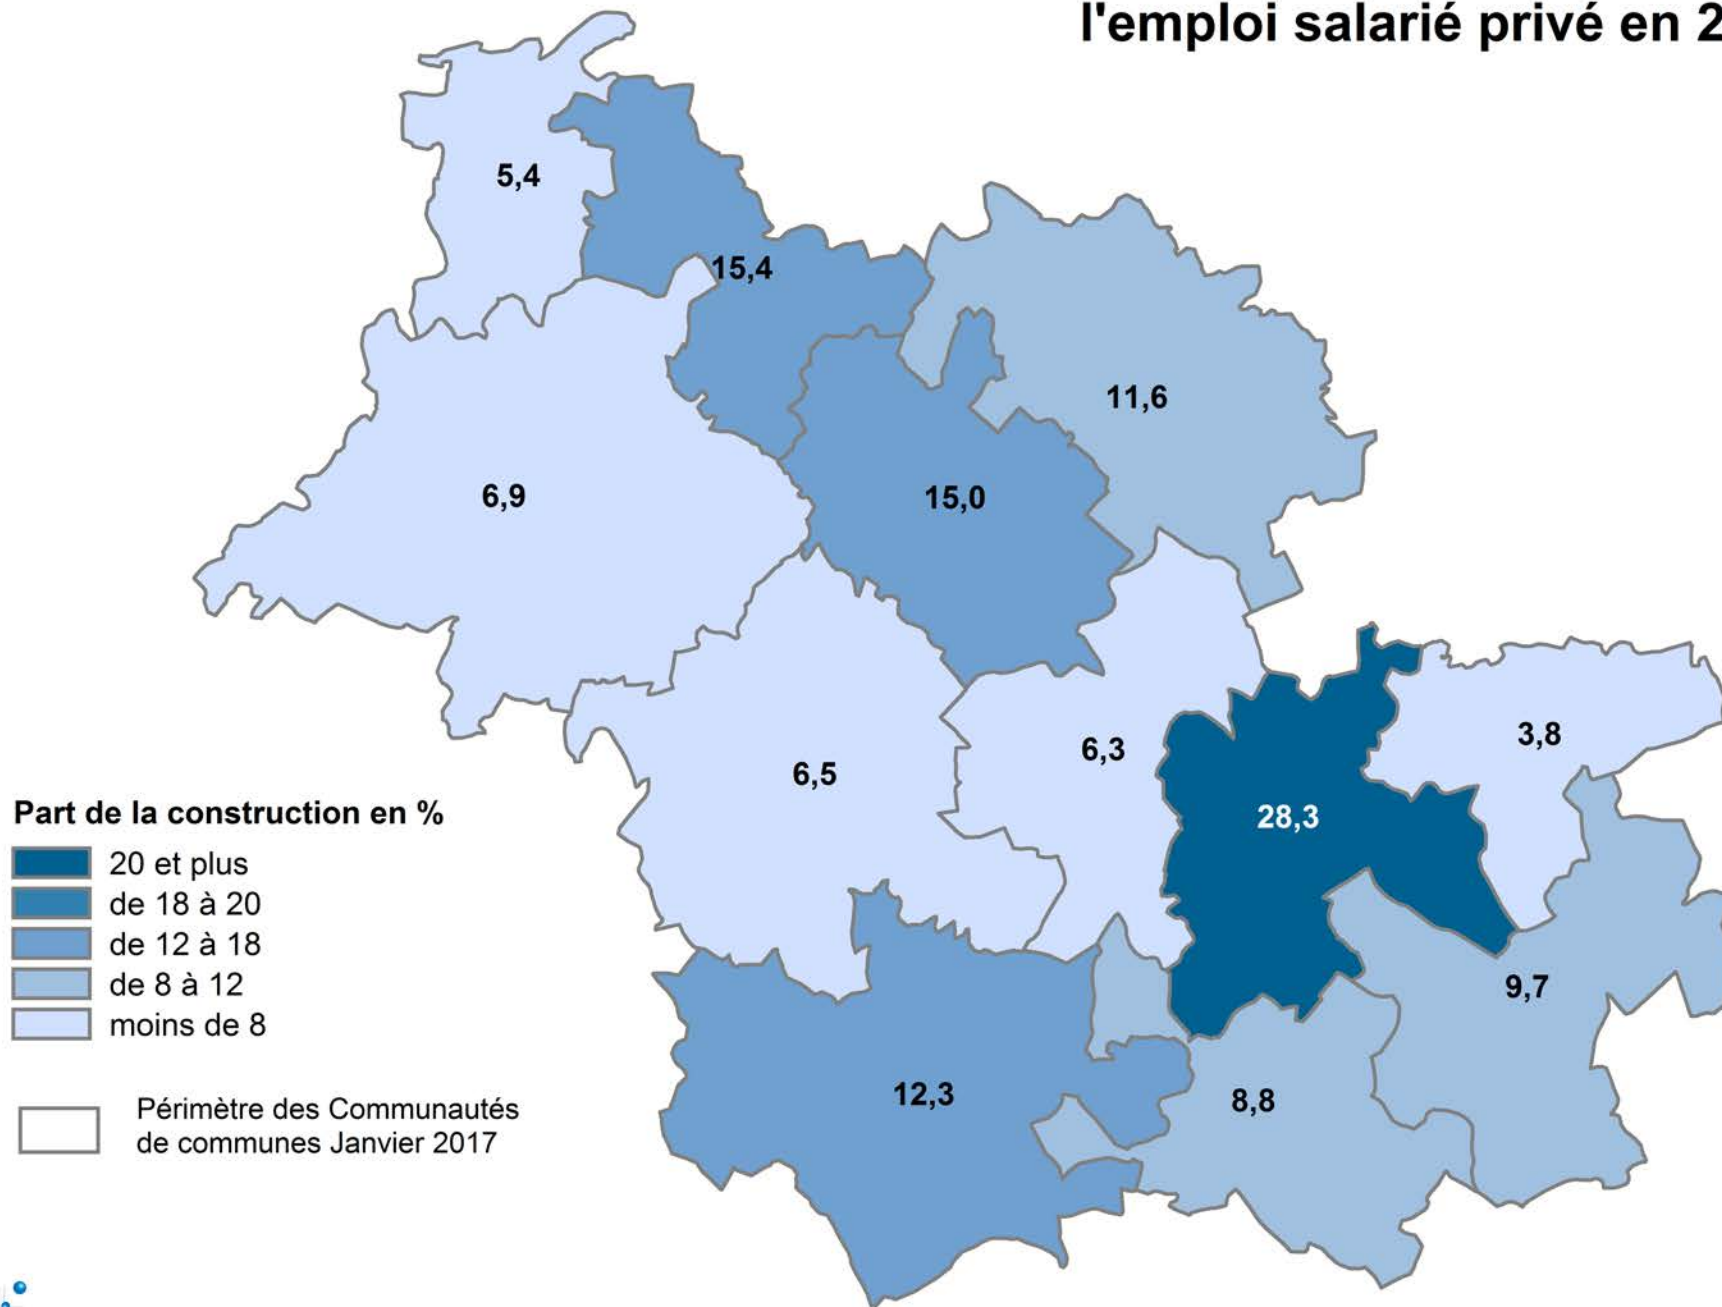 l'emploi salarié privé en 2
5,4
15,4
11,6
6,9
15,0
3,8
6,3
6,5
28,3
Part de la construction en %
20 et plus
de 18 à 20
de 12 à 18
de 8 à 12
moins de 8
9,7
12,3
8,8
Périmètre des Communautés
de communes Janvier 2017